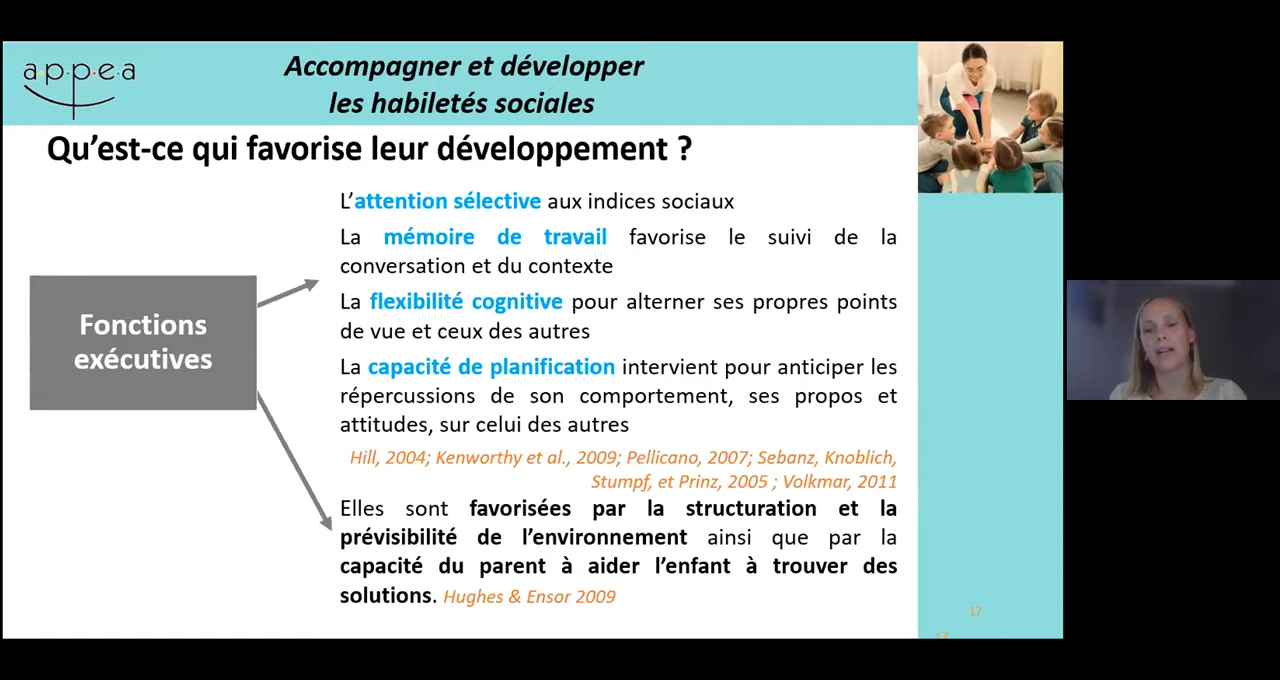 a·p·p·e·a
Accompagner et développer
les habiletés sociales
Qu’est-ce qui favorise leur développement ?
L’attention sélective aux indices sociaux
La mémoire de travail favorise le suivi de la
conversation et du contexte
La flexibilité cognitive pour alterner ses propres points
de vue et ceux des autres
Fonctions
exécutives
La capacité de planification intervient pour anticiper les
répercussions de son comportement, ses propos et
attitudes, sur celui des autres
Hill, 2004; Kenworthy et al., 2009; Pellicano, 2007; Sebanz, Knoblich,
Stumpf, et Prinz, 2005 ; Volkmar, 2011
Elles sont favorisées par la structuration et la
prévisibilité de l’environnement ainsi que par la
capacité du parent à aider l’enfant à trouver des
solutions. Hughes & Ensor 2009
17
17